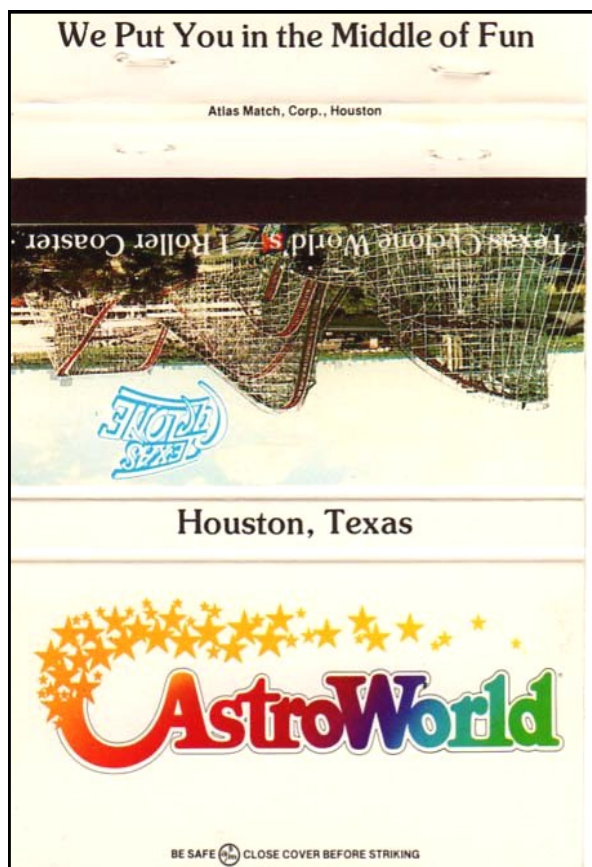 We Put You in the Middle of Fun
Atlas Match, Corp., Houston
Texas Cyclone World's #1 Roller Coaster
TEXAS
CYCLONE
Houston, Texas
AstroWorld
BE SAFE CLOSE COVER BEFORE STRIKING